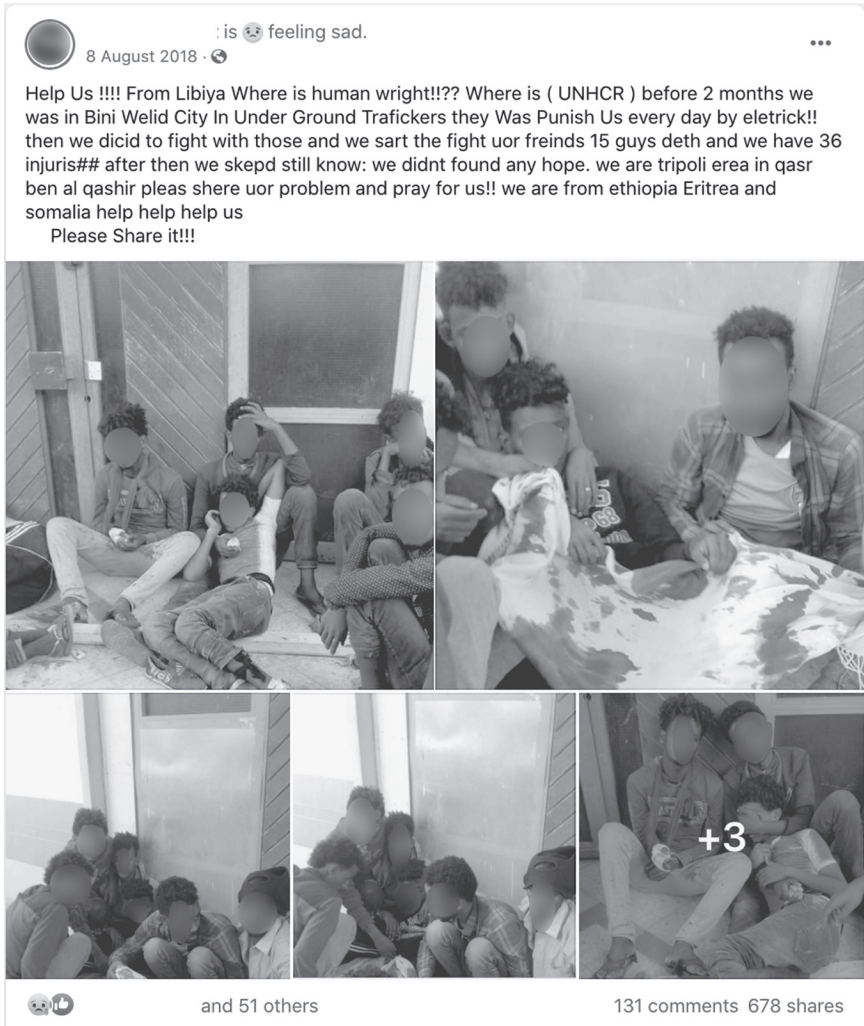 : is feeling sad.
8 August 2018 ·
Help Us !!!! From Libiya Where is human wright!!?? Where is ( UNHCR ) before 2 months we
was in Bini Welid City In Under Ground Trafickers they Was Punish Us every day by eletrick!!
then we dicid to fight with those and we sart the fight uor freinds 15 guys deth and we have 36
injuris## after then we skepd still know: we didnt found any hope. we are tripoli erea in qasr
ben al qashir pleas shere uor problem and pray for us!! we are from ethiopia Eritrea and
somalia help help help us
Please Share it!!!
68
+3
and 51 others
131 comments 678 shares